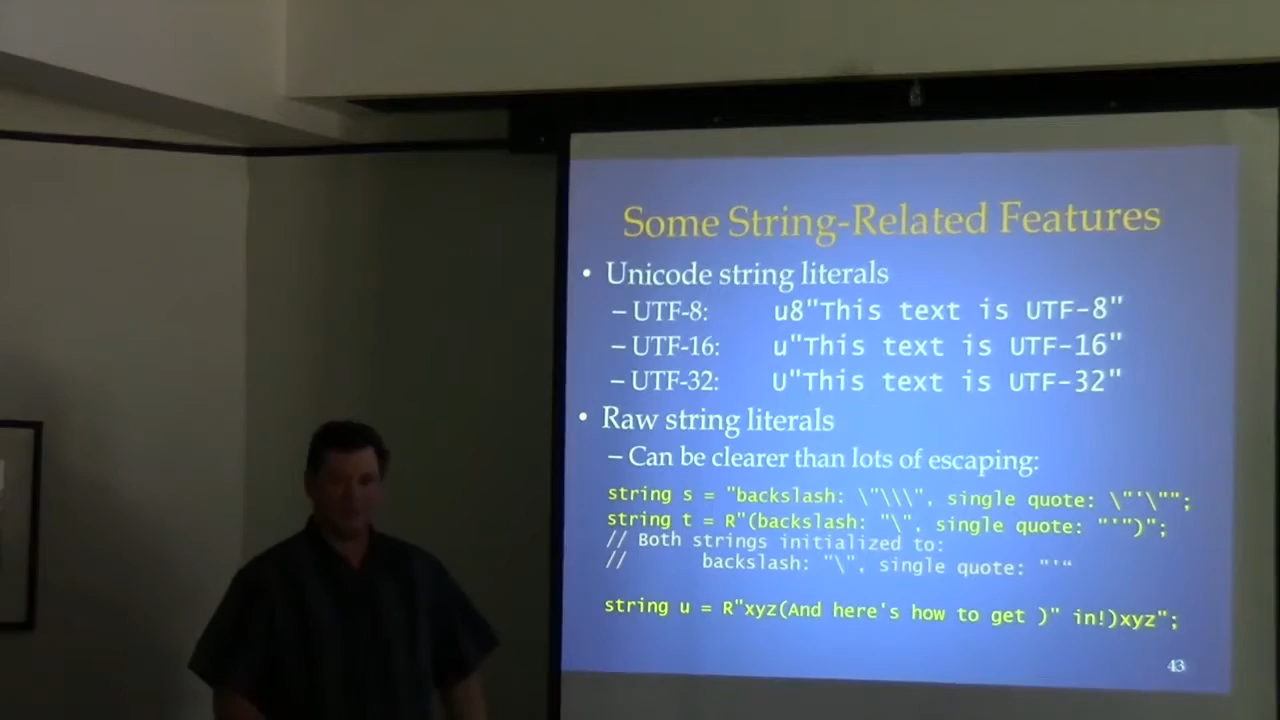 Some String-Related Features
• Unicode string literals
– UTF-8: u8"This text is UTF-8"
– UTF-16: u"This text is UTF-16"
– UTF-32: U"This text is UTF-32"
• Raw string literals
– Can be clearer than lots of escaping:
string s = "backslash: \"\\\", single quote: \"'\"";
string t = R"(backslash: "\", single quote: "'")";
// Both strings initialized to:
// backslash: "\", single quote: "'"
string u = R"xyz(And here's how to get )" in!)xyz";
43